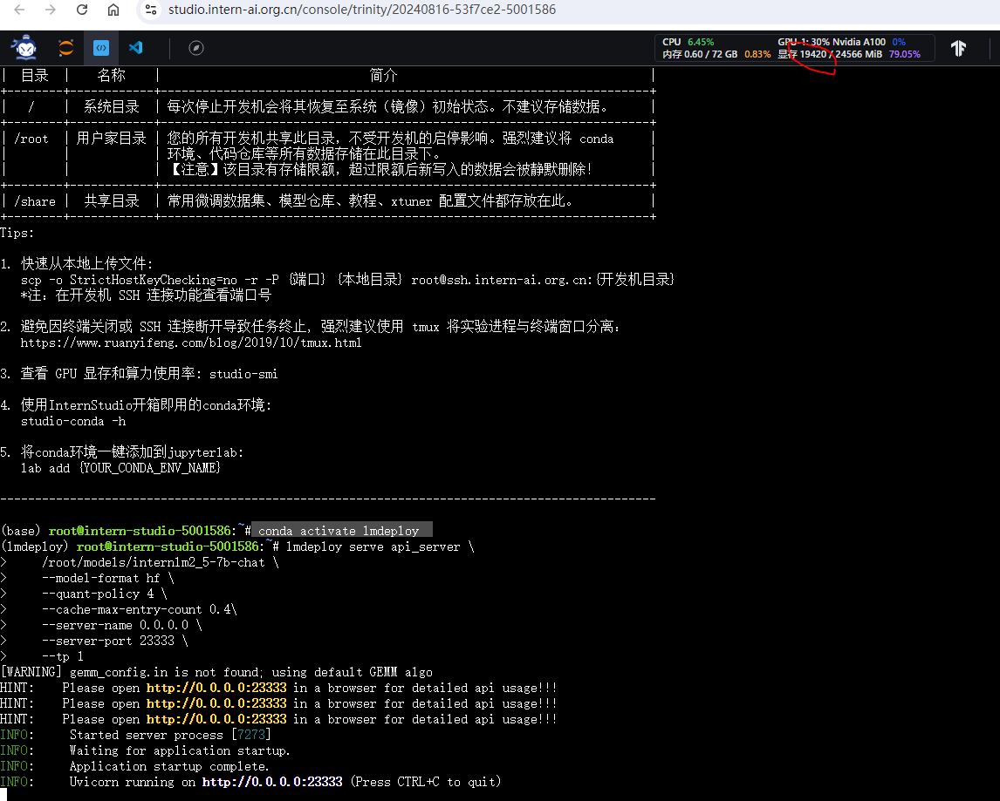 studio.intern-ai.org.cn/console/trinity/20240816-53f7ce2-5001586
CPU 6.45% GPU-1: 30% Nvidia A100 0%
内存 0.60 / 72 GB 0.83% 显存 19420 / 24566 MiB 79.05%
| 目录 | 名称 | 简介 |
| / | 系统目录 | 每次停止开发机会将其恢复至系统（镜像）初始状态。不建议存储数据。 |
| /root | 用户家目录 | 您的所有开发机共享此目录，不受开发机的启停影响。强烈建议将 conda |
| | | 环境、代码仓库等所有数据存储在此目录下。 |
| | | 【注意】该目录有存储限额，超过限额后新写入的数据会被静默删除！ |
| /share | 共享目录 | 常用微调数据集、模型仓库、教程、xtuner 配置文件都存放在此。 |
Tips:
1. 快速从本地上传文件：
scp -o StrictHostKeyChecking=no -r -P {端口} {本地目录} root@ssh.intern-ai.org.cn:{开发机目录}
*注：在开发机 SSH 连接功能查看端口号
2. 避免因终端关闭或 SSH 连接断开导致任务终止, 强烈建议使用 tmux 将实验进程与终端窗口分离：
https://www.ruanyifeng.com/blog/2019/10/tmux.html
3. 查看 GPU 显存和算力使用率: studio-smi
4. 使用InternStudio开箱即用的conda环境:
studio-conda -h
5. 将conda环境一键添加到jupyterlab:
lab add {YOUR_CONDA_ENV_NAME}
(base) root@intern-studio-5001586:~# conda activate lmdeploy
(lmdeploy) root@intern-studio-5001586:~# lmdeploy serve api_server \
> /root/models/internlm2_5-7b-chat \
> --model-format hf \
> --quant-policy 4 \
> --cache-max-entry-count 0.4\
> --server-name 0.0.0.0 \
> --server-port 23333 \
> --tp 1
[WARNING] gemm_config.in is not found; using default GEMM algo
HINT: Please open http://0.0.0.0:23333 in a browser for detailed api usage!!!
HINT: Please open http://0.0.0.0:23333 in a browser for detailed api usage!!!
HINT: Please open http://0.0.0.0:23333 in a browser for detailed api usage!!!
INFO: Started server process [7273]
INFO: Waiting for application startup.
INFO: Application startup complete.
INFO: Uvicorn running on http://0.0.0.0:23333 (Press CTRL+C to quit)